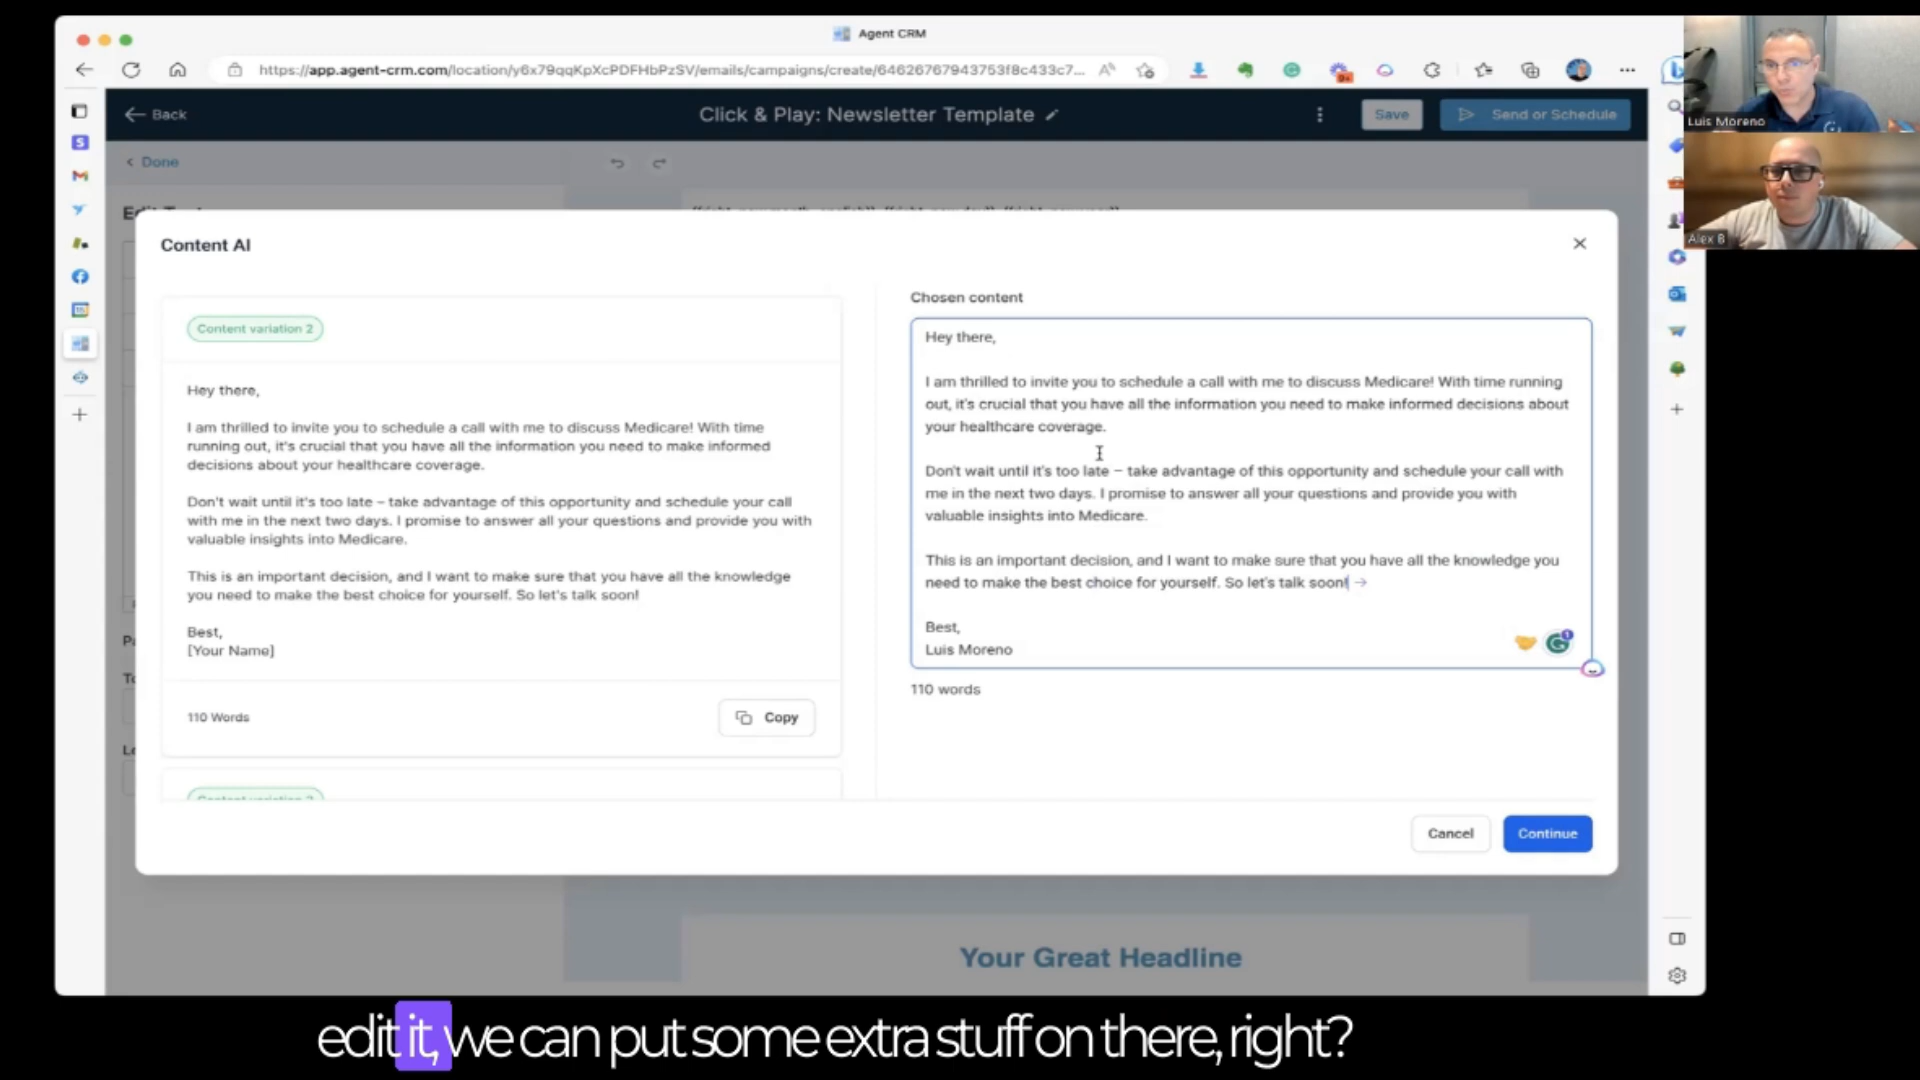 Agent CRM
https://app.agent-crm.com/location/y6x79qqKpXcPDFHbPzSV/emails/campaigns/create/64626767943753f8c433c7...
Back
Click & Play: Newsletter Template
Save
Send or Schedule
Luis Moreno
Done
Alex B
Content AI
Chosen content
Content variation 2
Hey there,
I am thrilled to invite you to schedule a call with me to discuss Medicare! With time
running out, it's crucial that you have all the information you need to make informed
decisions about your healthcare coverage.
Don't wait until it's too late – take advantage of this opportunity and schedule your call
with me in the next two days. I promise to answer all your questions and provide you with
valuable insights into Medicare.
This is an important decision, and I want to make sure that you have all the knowledge
you need to make the best choice for yourself. So let's talk soon!
Best,
[Your Name]
110 Words
Copy
Hey there,
I am thrilled to invite you to schedule a call with me to discuss Medicare! With time running
out, it's crucial that you have all the information you need to make informed decisions about
your healthcare coverage.
Don't wait until it's too late – take advantage of this opportunity and schedule your call with
me in the next two days. I promise to answer all your questions and provide you with
valuable insights into Medicare.
This is an important decision, and I want to make sure that you have all the knowledge you
need to make the best choice for yourself. So let's talk soon! →
Best,
Luis Moreno
110 words
Cancel
Continue
Your Great Headline
edit it, we can put some extra stuff on there, right?